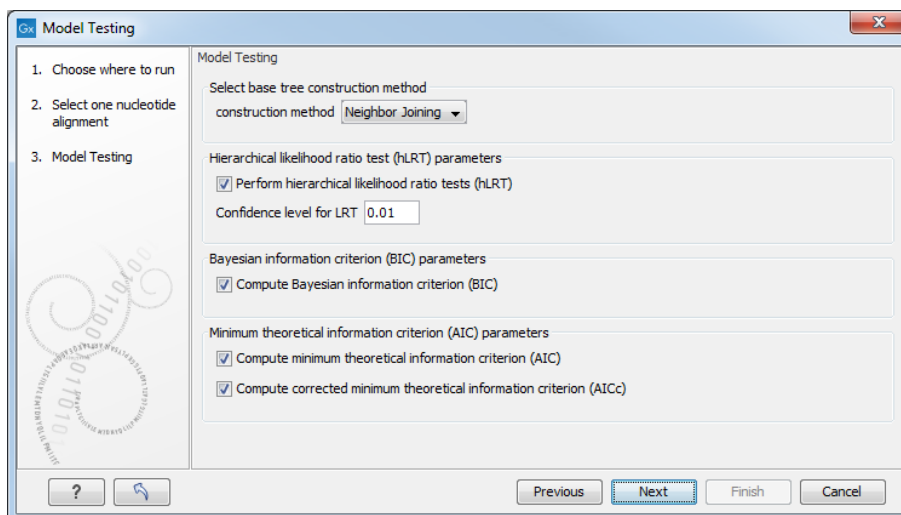 Gx Model Testing
1. Choose where to run
2. Select one nucleotide
alignment
3. Model Testing
Model Testing
Select base tree construction method
construction method Neighbor Joining
Hierarchical likelihood ratio test (hLRT) parameters
Perform hierarchical likelihood ratio tests (hLRT)
Confidence level for LRT 0.01
Bayesian information criterion (BIC) parameters
Compute Bayesian information criterion (BIC)
Minimum theoretical information criterion (AIC) parameters
Compute minimum theoretical information criterion (AIC)
Compute corrected minimum theoretical information criterion (AICc)
? Previous Next Finish Cancel